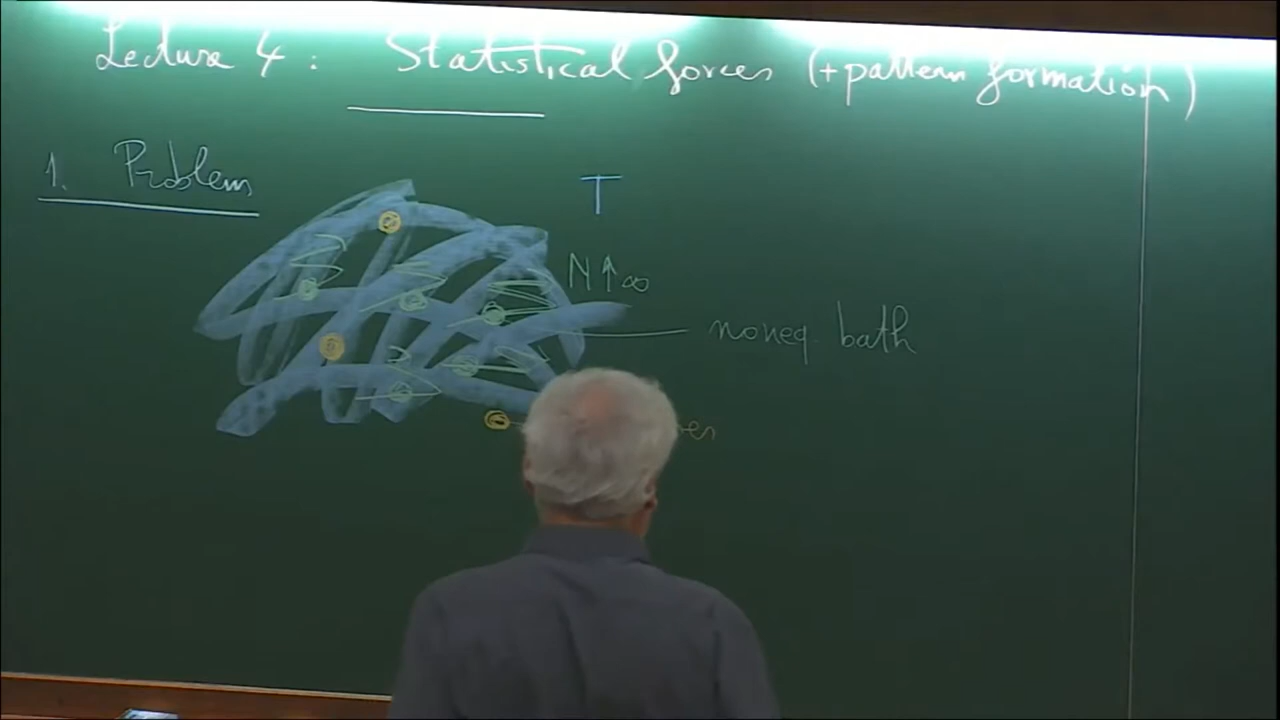 Lecture 4 : Statistical forces (+ pattern formation)
1. Problem
T
N↑∞
noneq. bath